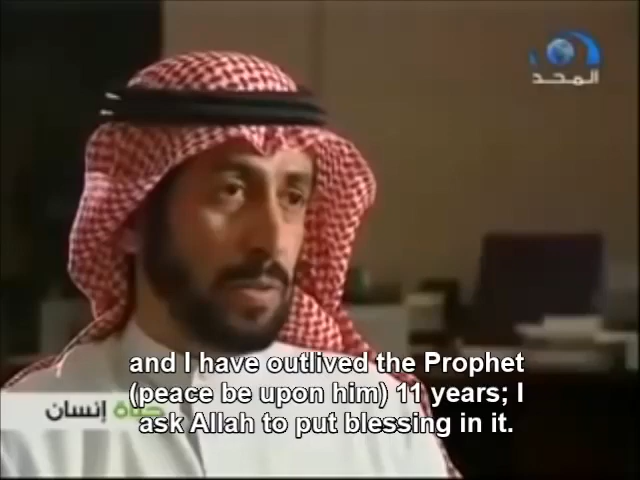 المجد
and I have outlived the Prophet
(peace be upon him) 11 years; I
ask Allah to put blessing in it.
حياة إنسان